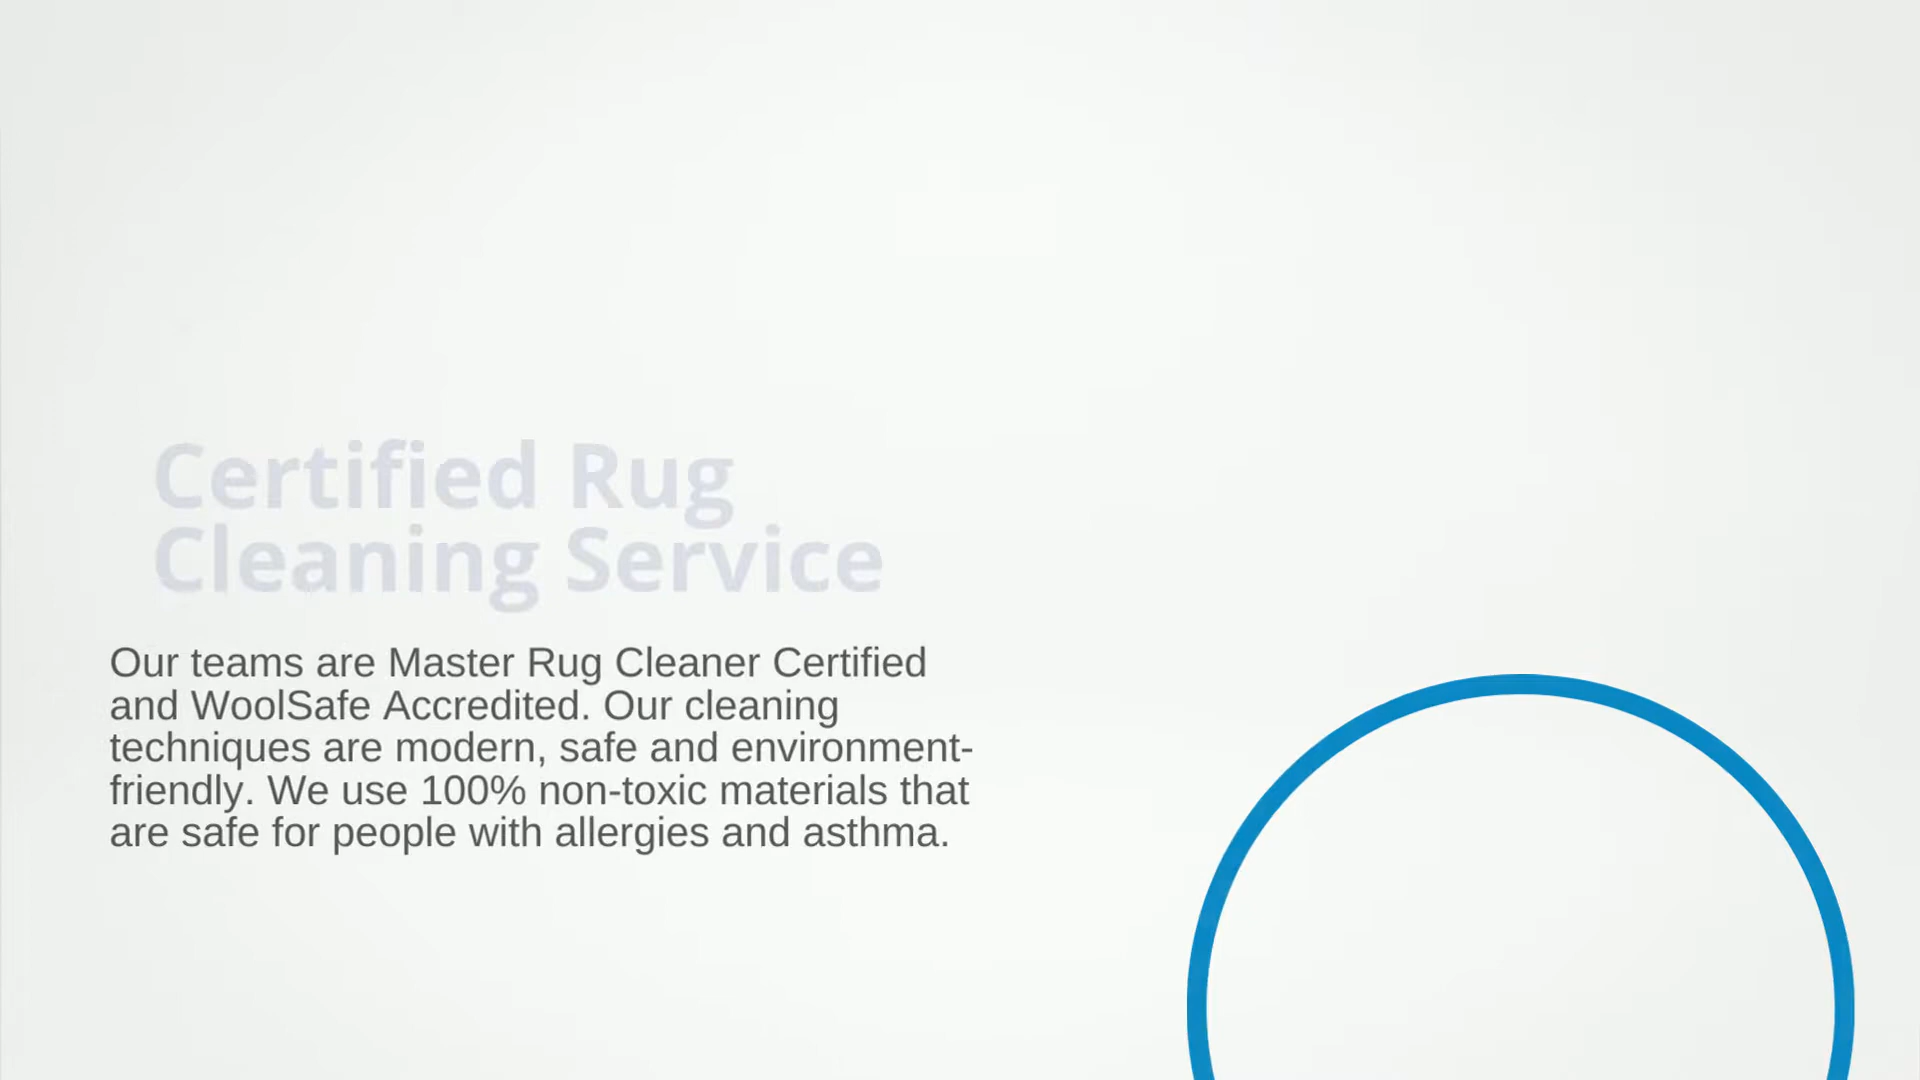 Certified Rug
Cleaning Service
Our teams are Master Rug Cleaner Certified
and WoolSafe Accredited. Our cleaning
techniques are modern, safe and environment-
friendly. We use 100% non-toxic materials that
are safe for people with allergies and asthma.